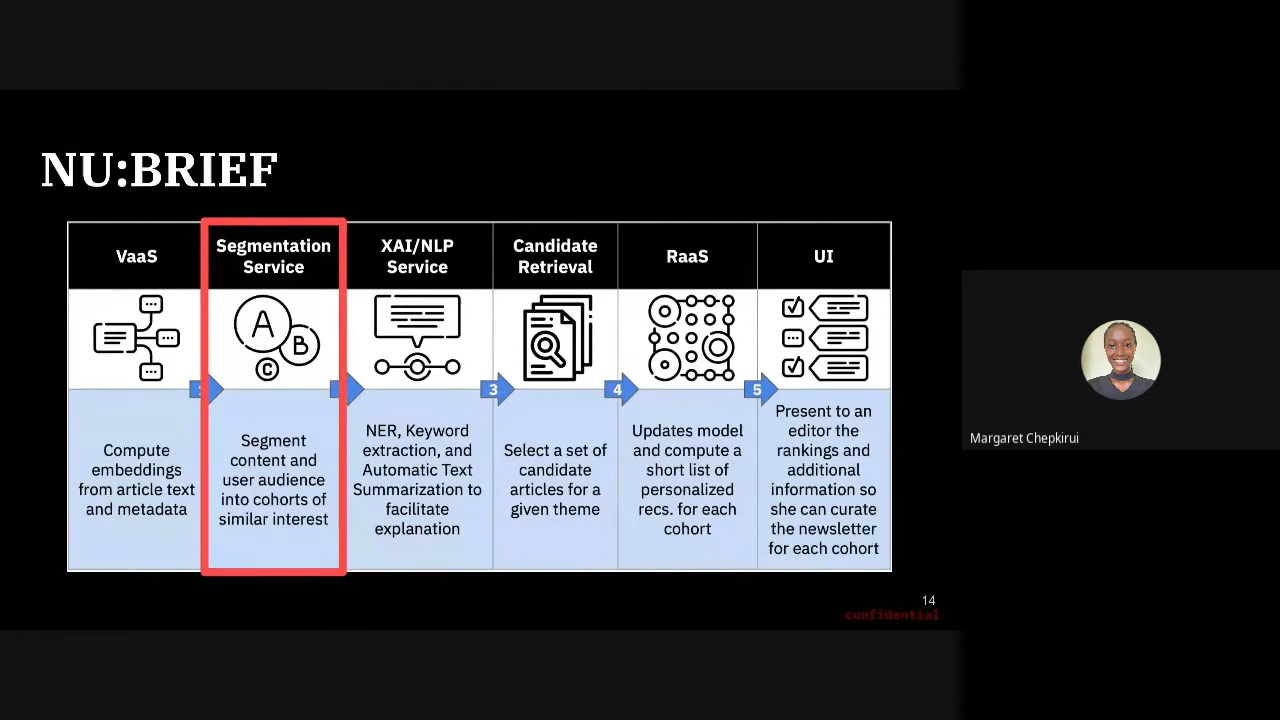 NU:BRIEF
VaaS
Segmentation
Service
XAI/NLP
Service
Candidate
Retrieval
RaaS
UI
A
B
C
3
4
5
Compute
embeddings
from article text
and metadata
Segment
content and
user audience
into cohorts of
similar interest
NER, Keyword
extraction, and
Automatic Text
Summarization to
facilitate
explanation
Select a set of
candidate
articles for a
given theme
Updates model
and compute a
short list of
personalized
recs. for each
cohort
Present to an
editor the
rankings and
additional
information so
she can curate
the newsletter
for each cohort
14
confidential
Margaret Chepkirui